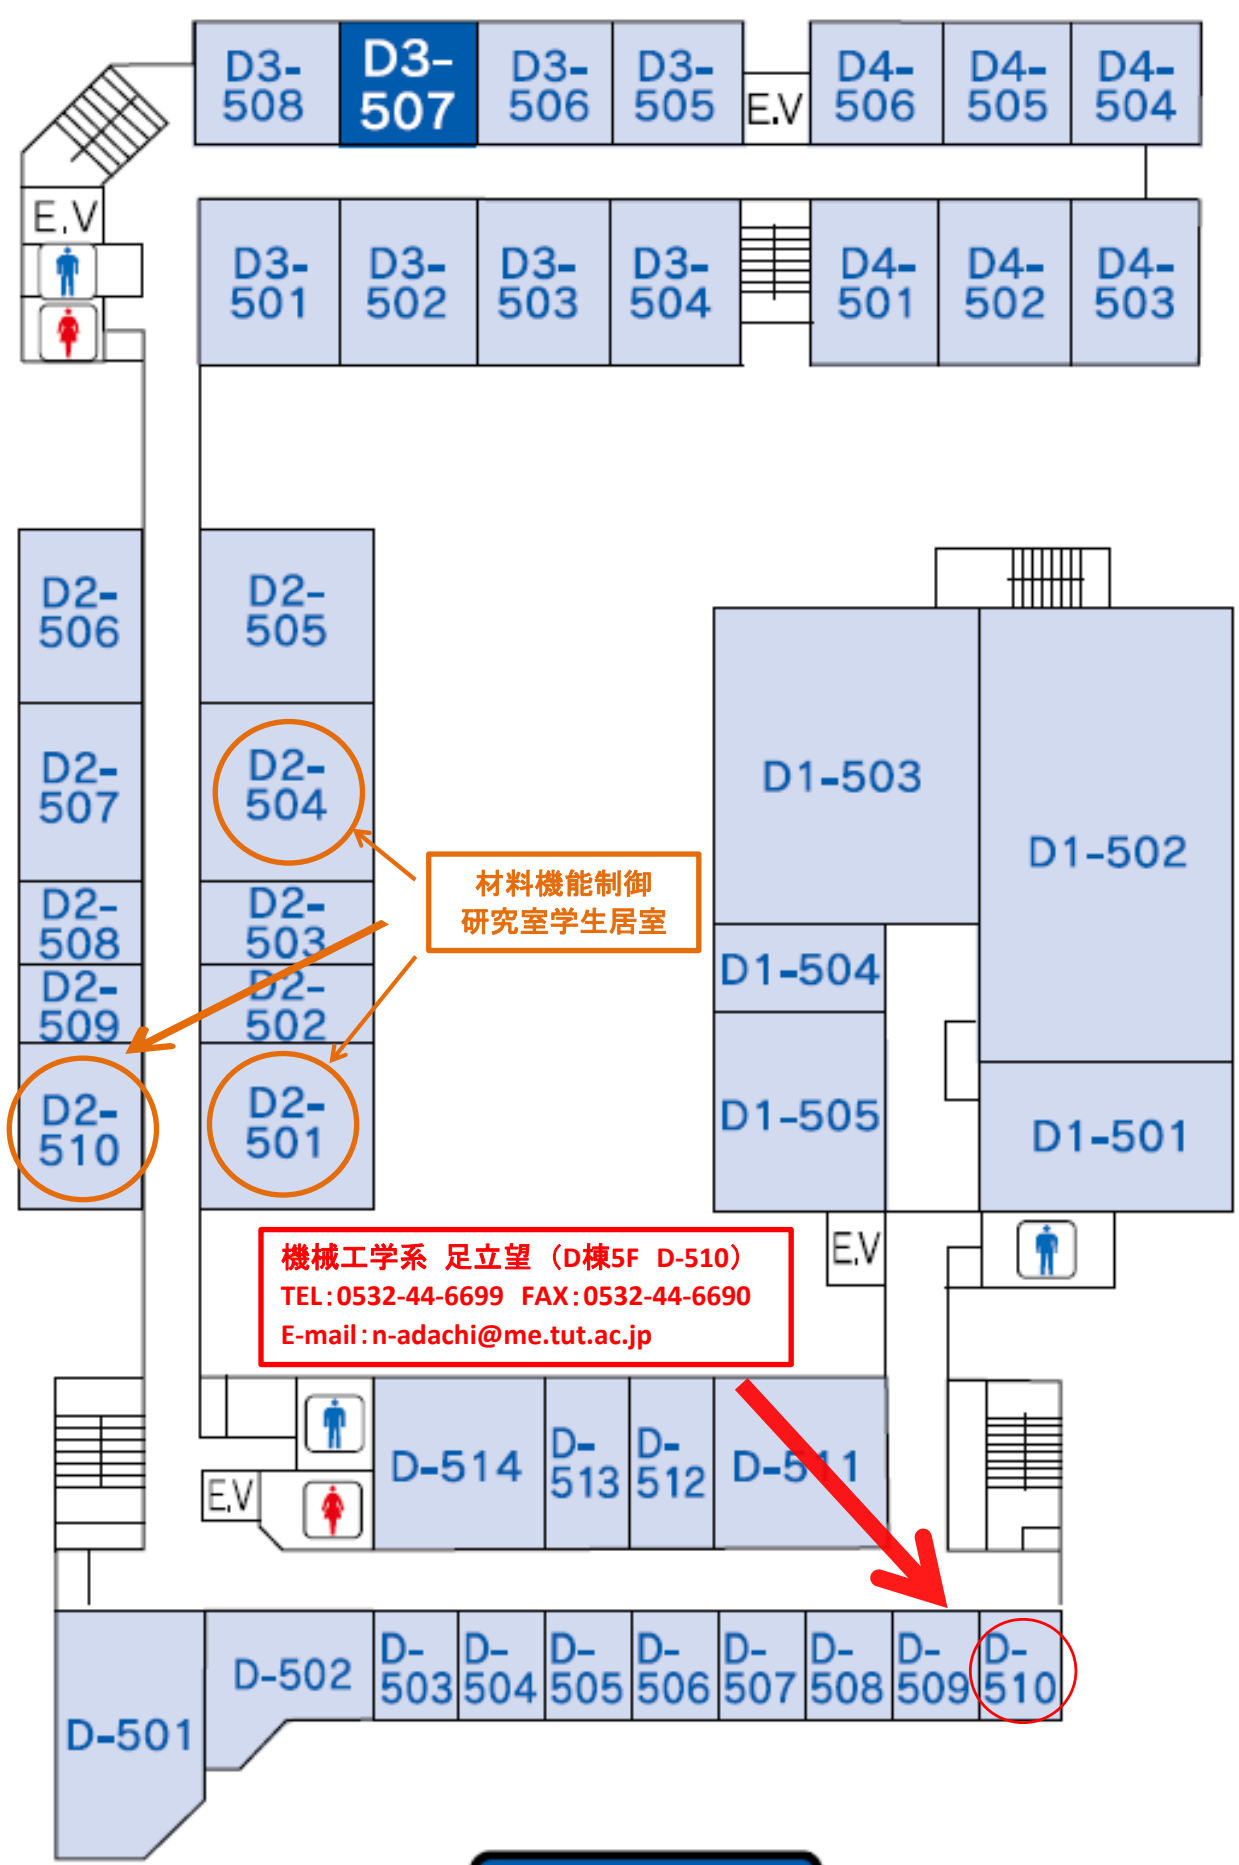 D3-
508
D3-
507
D3-
506
D3-
505
E.V
D4-
506
D4-
505
D4-
504
E.V
D3-
501
D3-
502
D3-
503
D3-
504
D4-
501
D4-
502
D4-
503
D2-
506
D2-
505
D2-
507
D2-
504
D2-
508
D2-
503
D2-
509
D2-
502
D2-
510
D2-
501
材料機能制御
研究室学生居室
D1-503
D1-502
D1-504
D1-505
D1-501
E.V
機械工学系 足立望（D棟5F D-510）
TEL：0532-44-6699 FAX：0532-44-6690
E-mail：n-adachi@me.tut.ac.jp
E.V
D-514
D-
513
D-
512
D-511
D-501
D-502
D-
503
D-
504
D-
505
D-
506
D-
507
D-
508
D-
509
D-
510